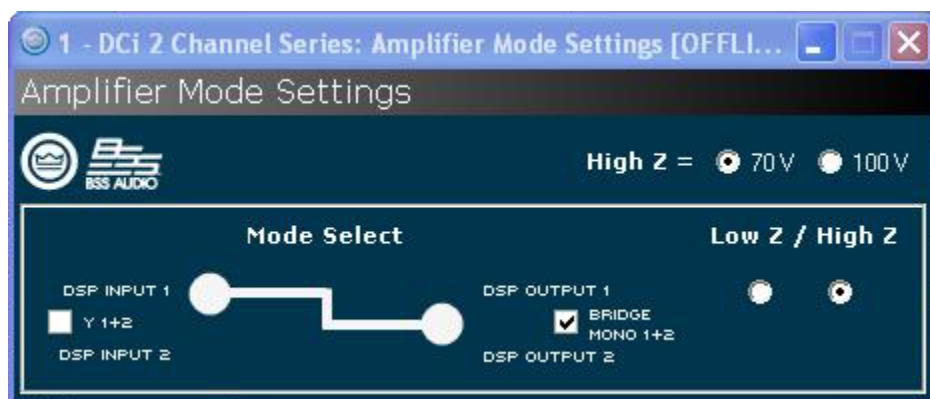 1 - DCi 2 Channel Series: Amplifier Mode Settings [OFFLI...
Amplifier Mode Settings
BSS AUDIO
High Z = 70V 100V
Mode Select
Low Z / High Z
DSP INPUT 1
Y 1+2
DSP INPUT 2
DSP OUTPUT 1
BRIDGE
MONO 1+2
DSP OUTPUT 2